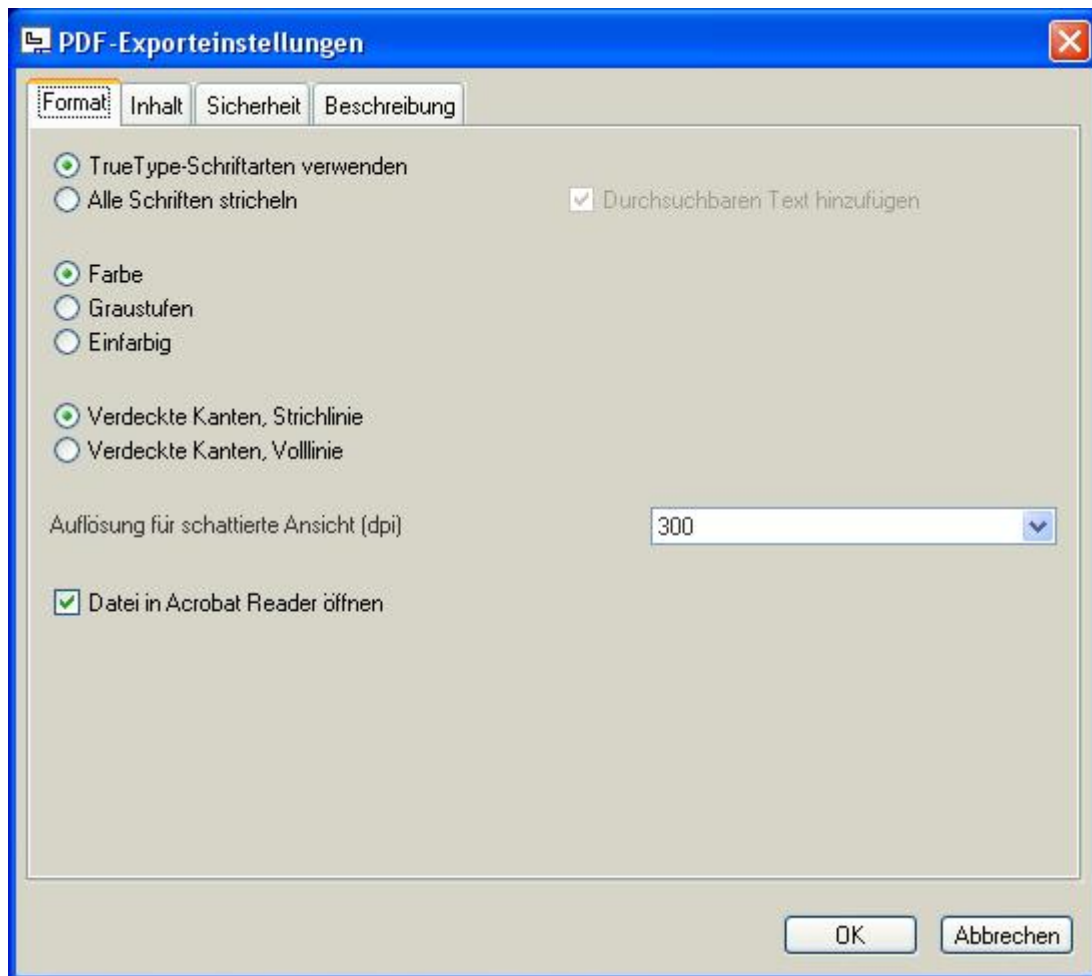 PDF-Exporteinstellungen
Format Inhalt Sicherheit Beschreibung
TrueType-Schriftarten verwenden
Alle Schriften stricheln Durchsuchbaren Text hinzufügen
Farbe
Graustufen
Einfarbig
Verdeckte Kanten, Strichlinie
Verdeckte Kanten, Volllinie
Auflösung für schattierte Ansicht (dpi) 300
Datei in Acrobat Reader öffnen
OK Abbrechen